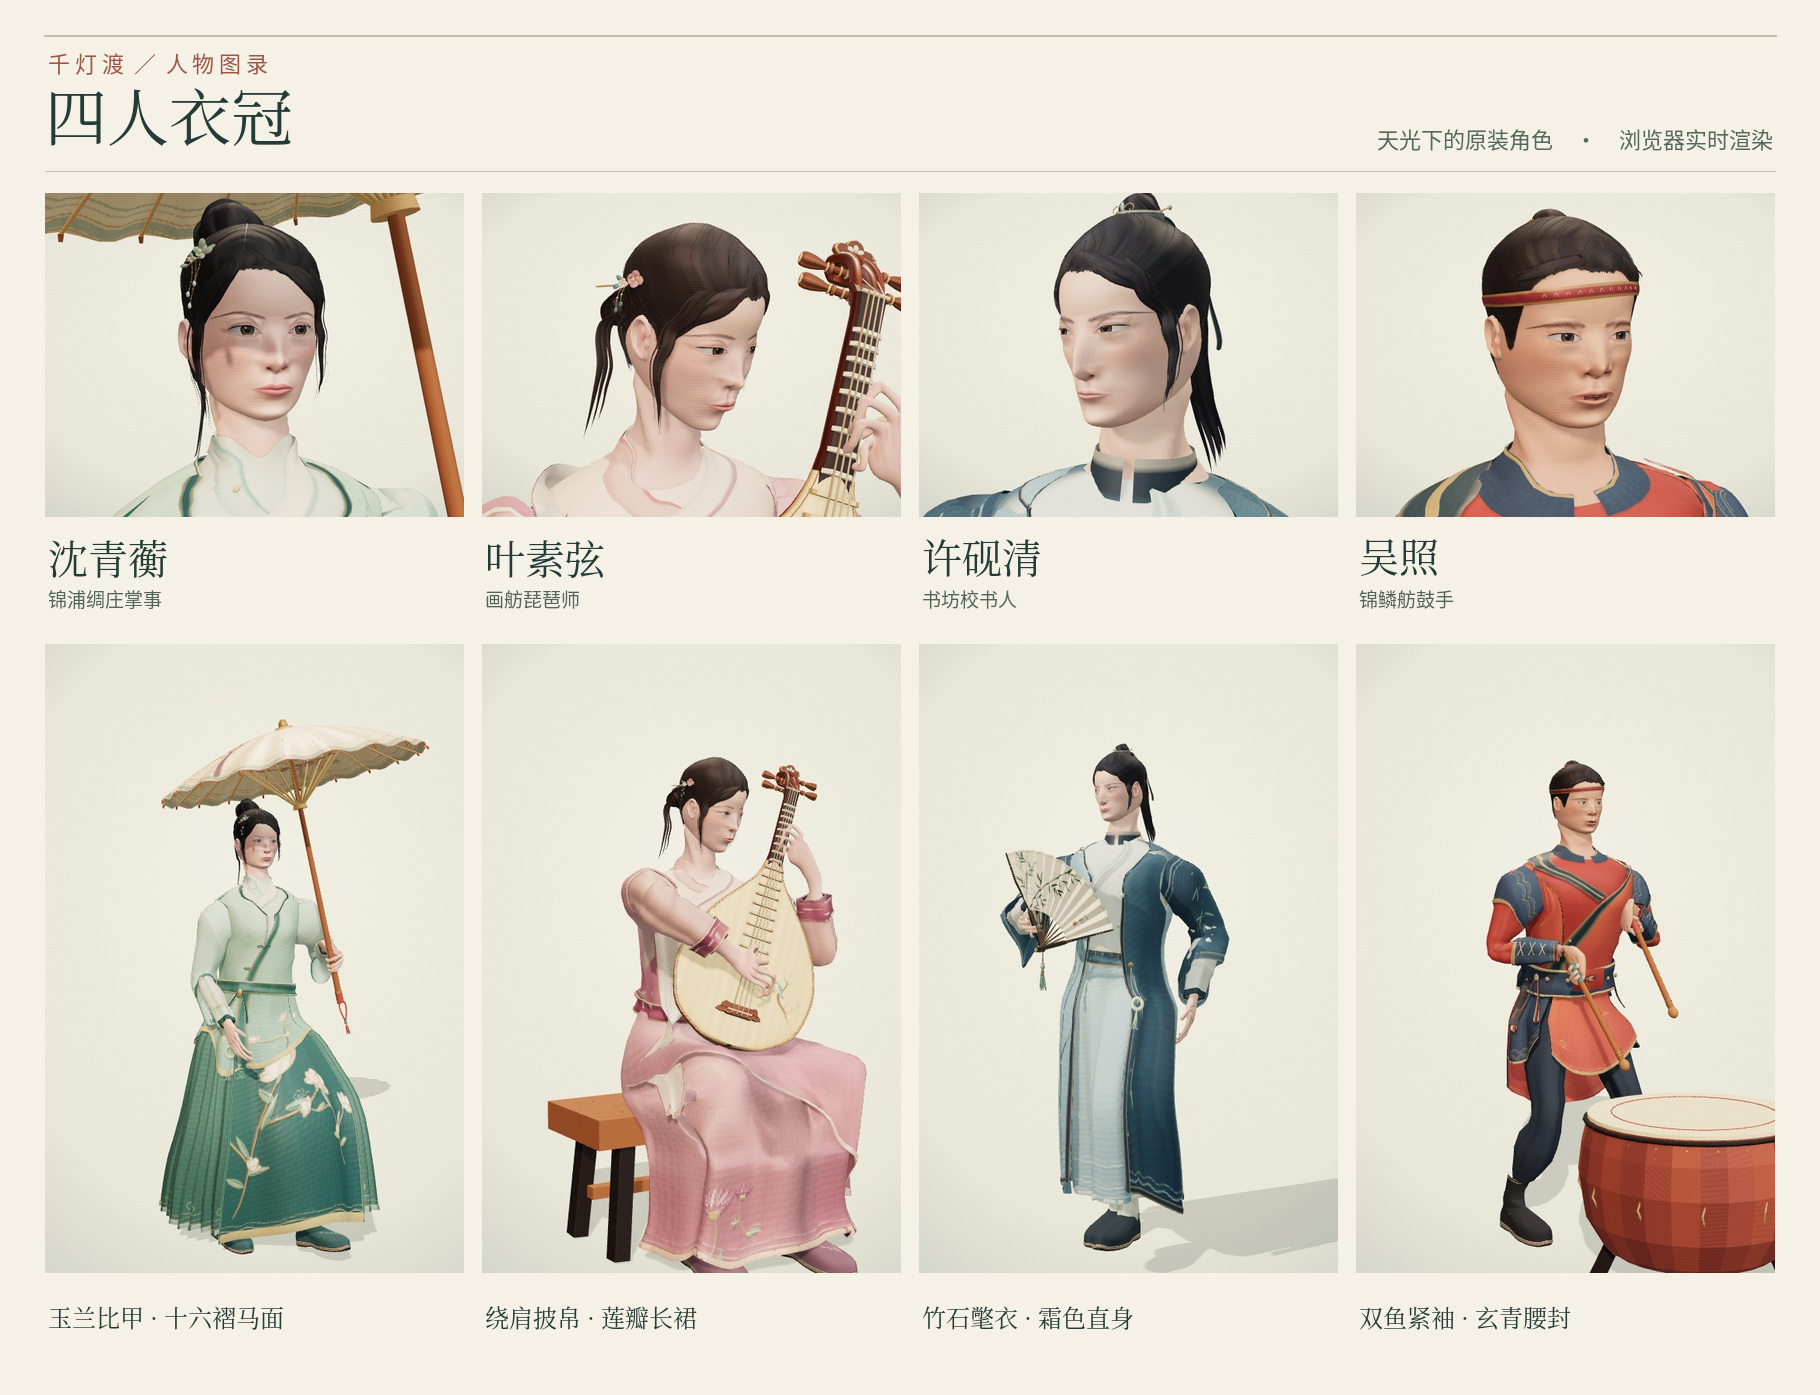 千灯渡 ／ 人物图录
四人衣冠
天光下的原装角色 • 浏览器实时渲染
沈青蘅
锦浦绸庄掌事
叶素弦
画舫琵琶师
许砚清
书坊校书人
吴照
锦鳞舫鼓手
玉兰比甲 · 十六褶马面
绕肩披帛 · 莲瓣长裙
竹石氅衣 · 霜色直身
双鱼紧袖 · 玄青腰封